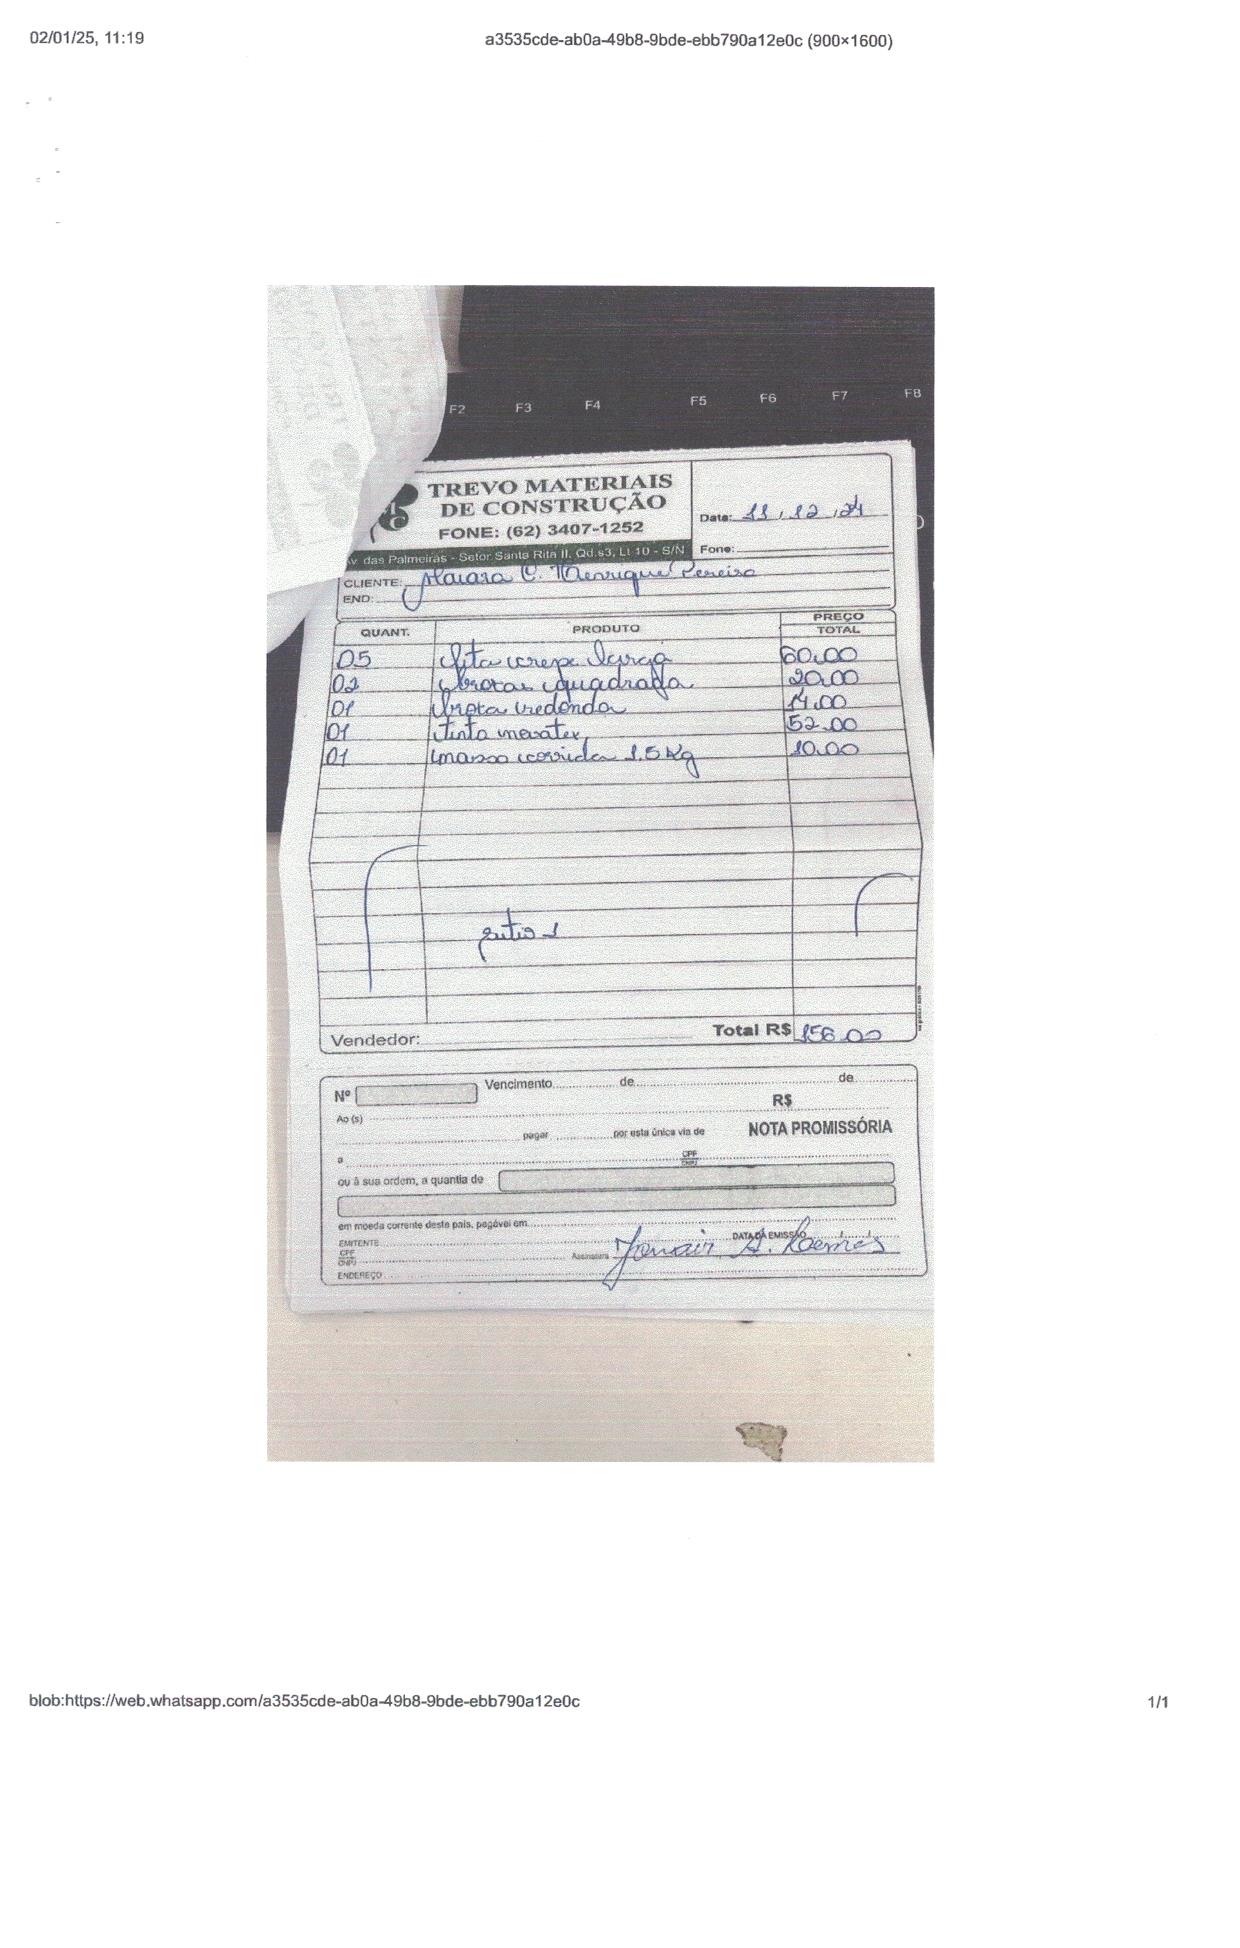 02/01/25, 11:19
a3535cde-ab0a-49b8-9bde-ebb790a12e0c (900×1600)
F2 F3 F4 F5 F6 F7 F8
TREVO MATERIAIS
DE CONSTRUÇÃO
FONE: (62) 3407-1252
Av. das Palmeiras - Setor Santa Rita II, Qd.s3, Lt 10 - S/N
Data: 11, 12, 24
Fone:
CLIENTE: Maiara C. Henrique Pereira
END:
QUANT. PRODUTO PREÇO TOTAL
05 fita crepe larga 60.00
02 broxas quadrada 20.00
01 broxa redonda 14.00
01 tinta 52.00
01 massa corrida 1.5 Kg 10.00
Vendedor: Total R$ 156.00
Nº Vencimento de de
R$
Ao (s)
pagar por esta única via de NOTA PROMISSÓRIA
a CPF CNPJ
ou à sua ordem, a quantia de
em moeda corrente deste país, pagável em
EMITENTE DATA DA EMISSÃO
CPF
CNPJ Assinatura
ENDEREÇO
blob:https://web.whatsapp.com/a3535cde-ab0a-49b8-9bde-ebb790a12e0c
1/1